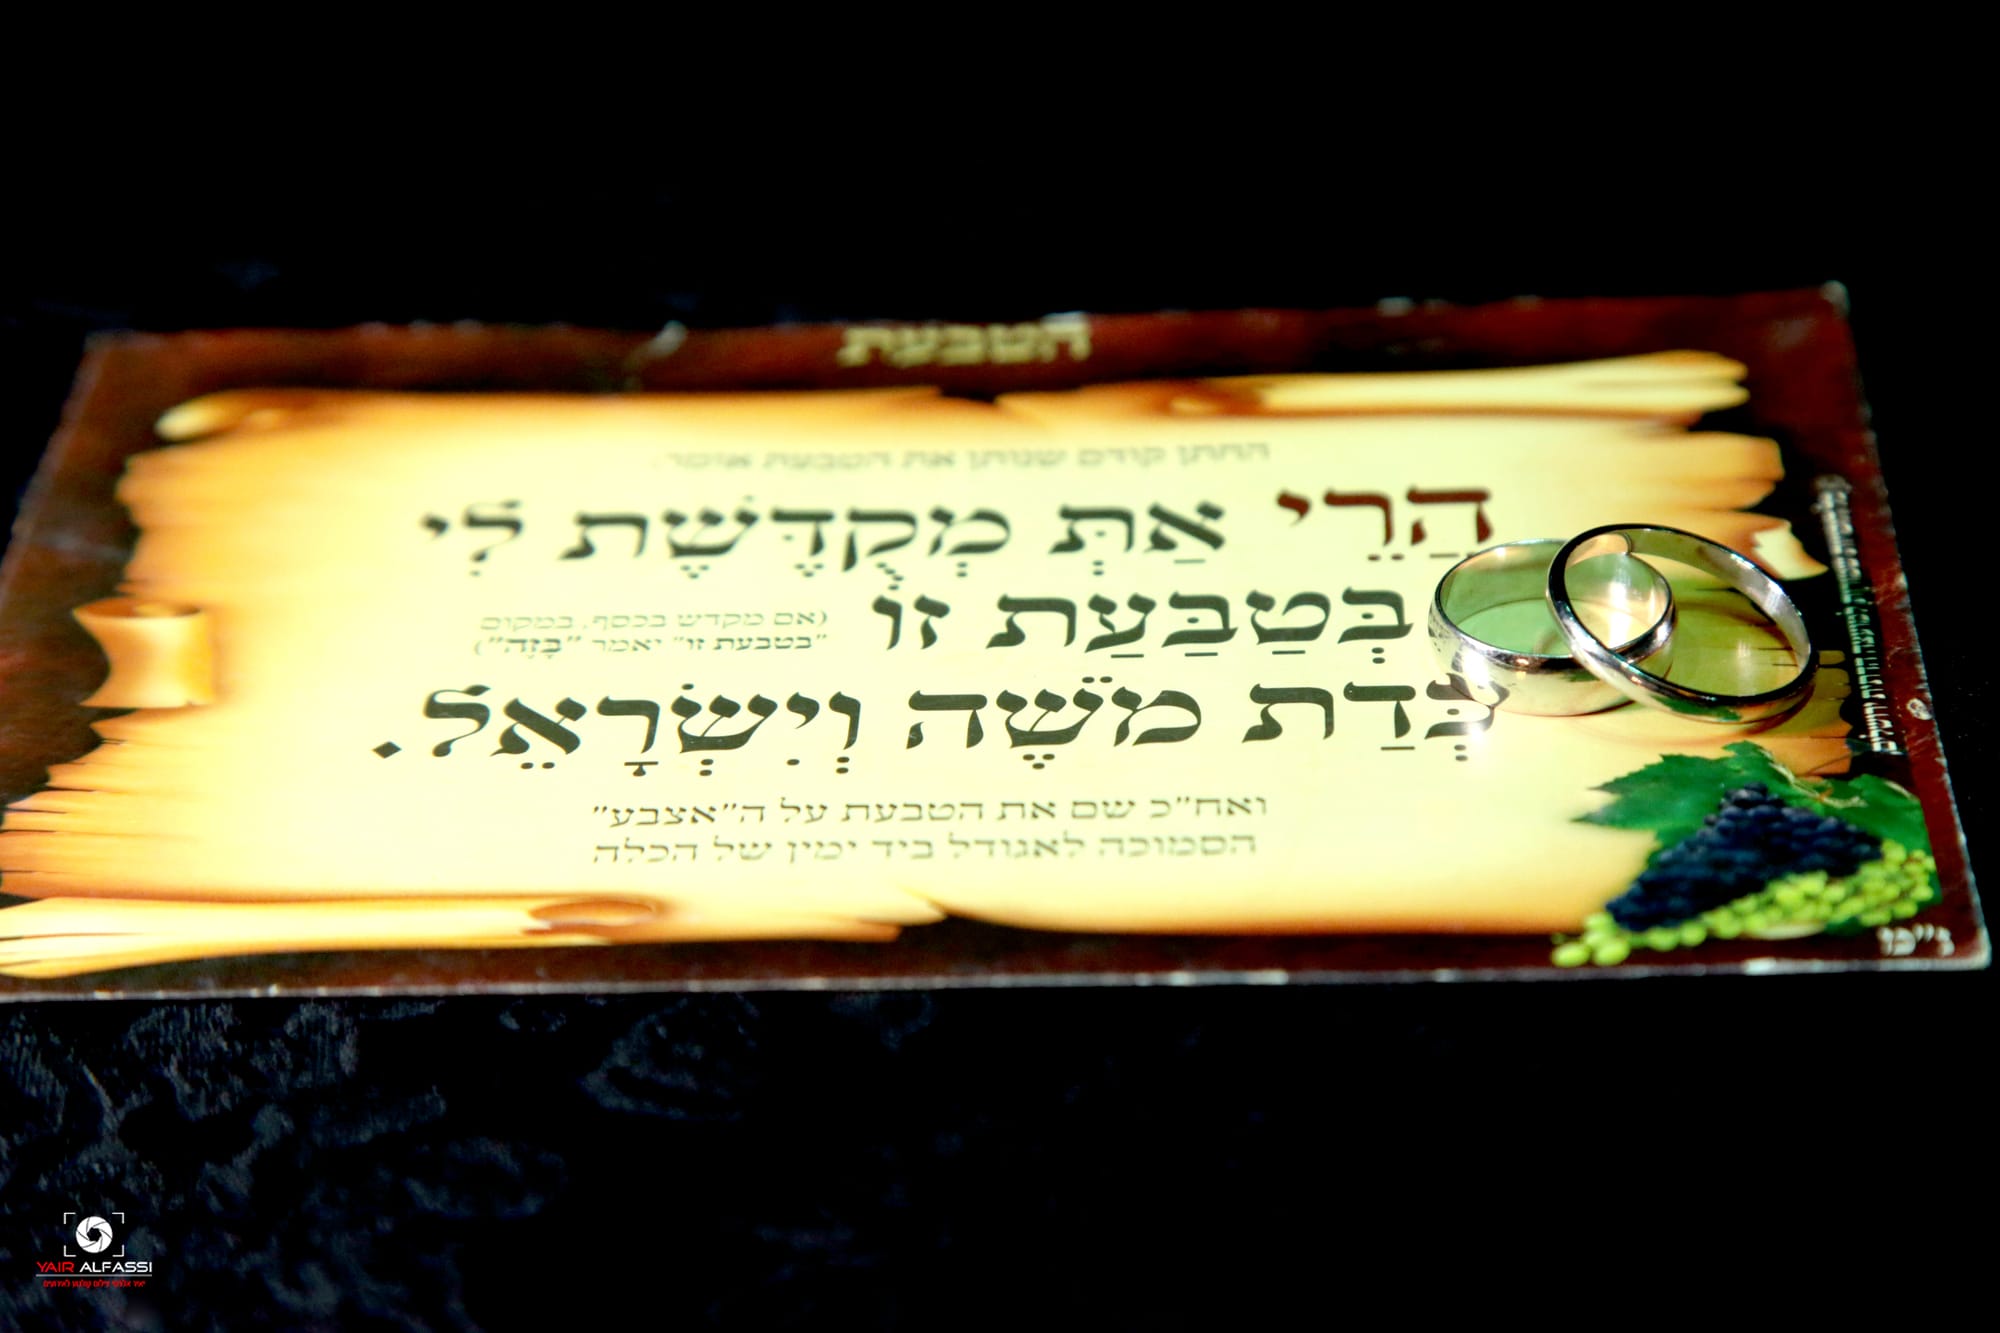 הטבעת
החתן קודם שנותן את הטבעת אומר:
הֲרֵי אַתְּ מְקֻדֶּשֶׁת לִי
בְּטַבַּעַת זוֹ
(אם מקדש בכסף, במקום
"בטבעת זו" יאמר "בָּזֶה")
כְּדַת מֹשֶׁה וְיִשְׂרָאֵל.
ואח"כ שם את הטבעת על ה"אצבע"
הסמוכה לאגודל ביד ימין של הכלה
YAIR ALFASSI